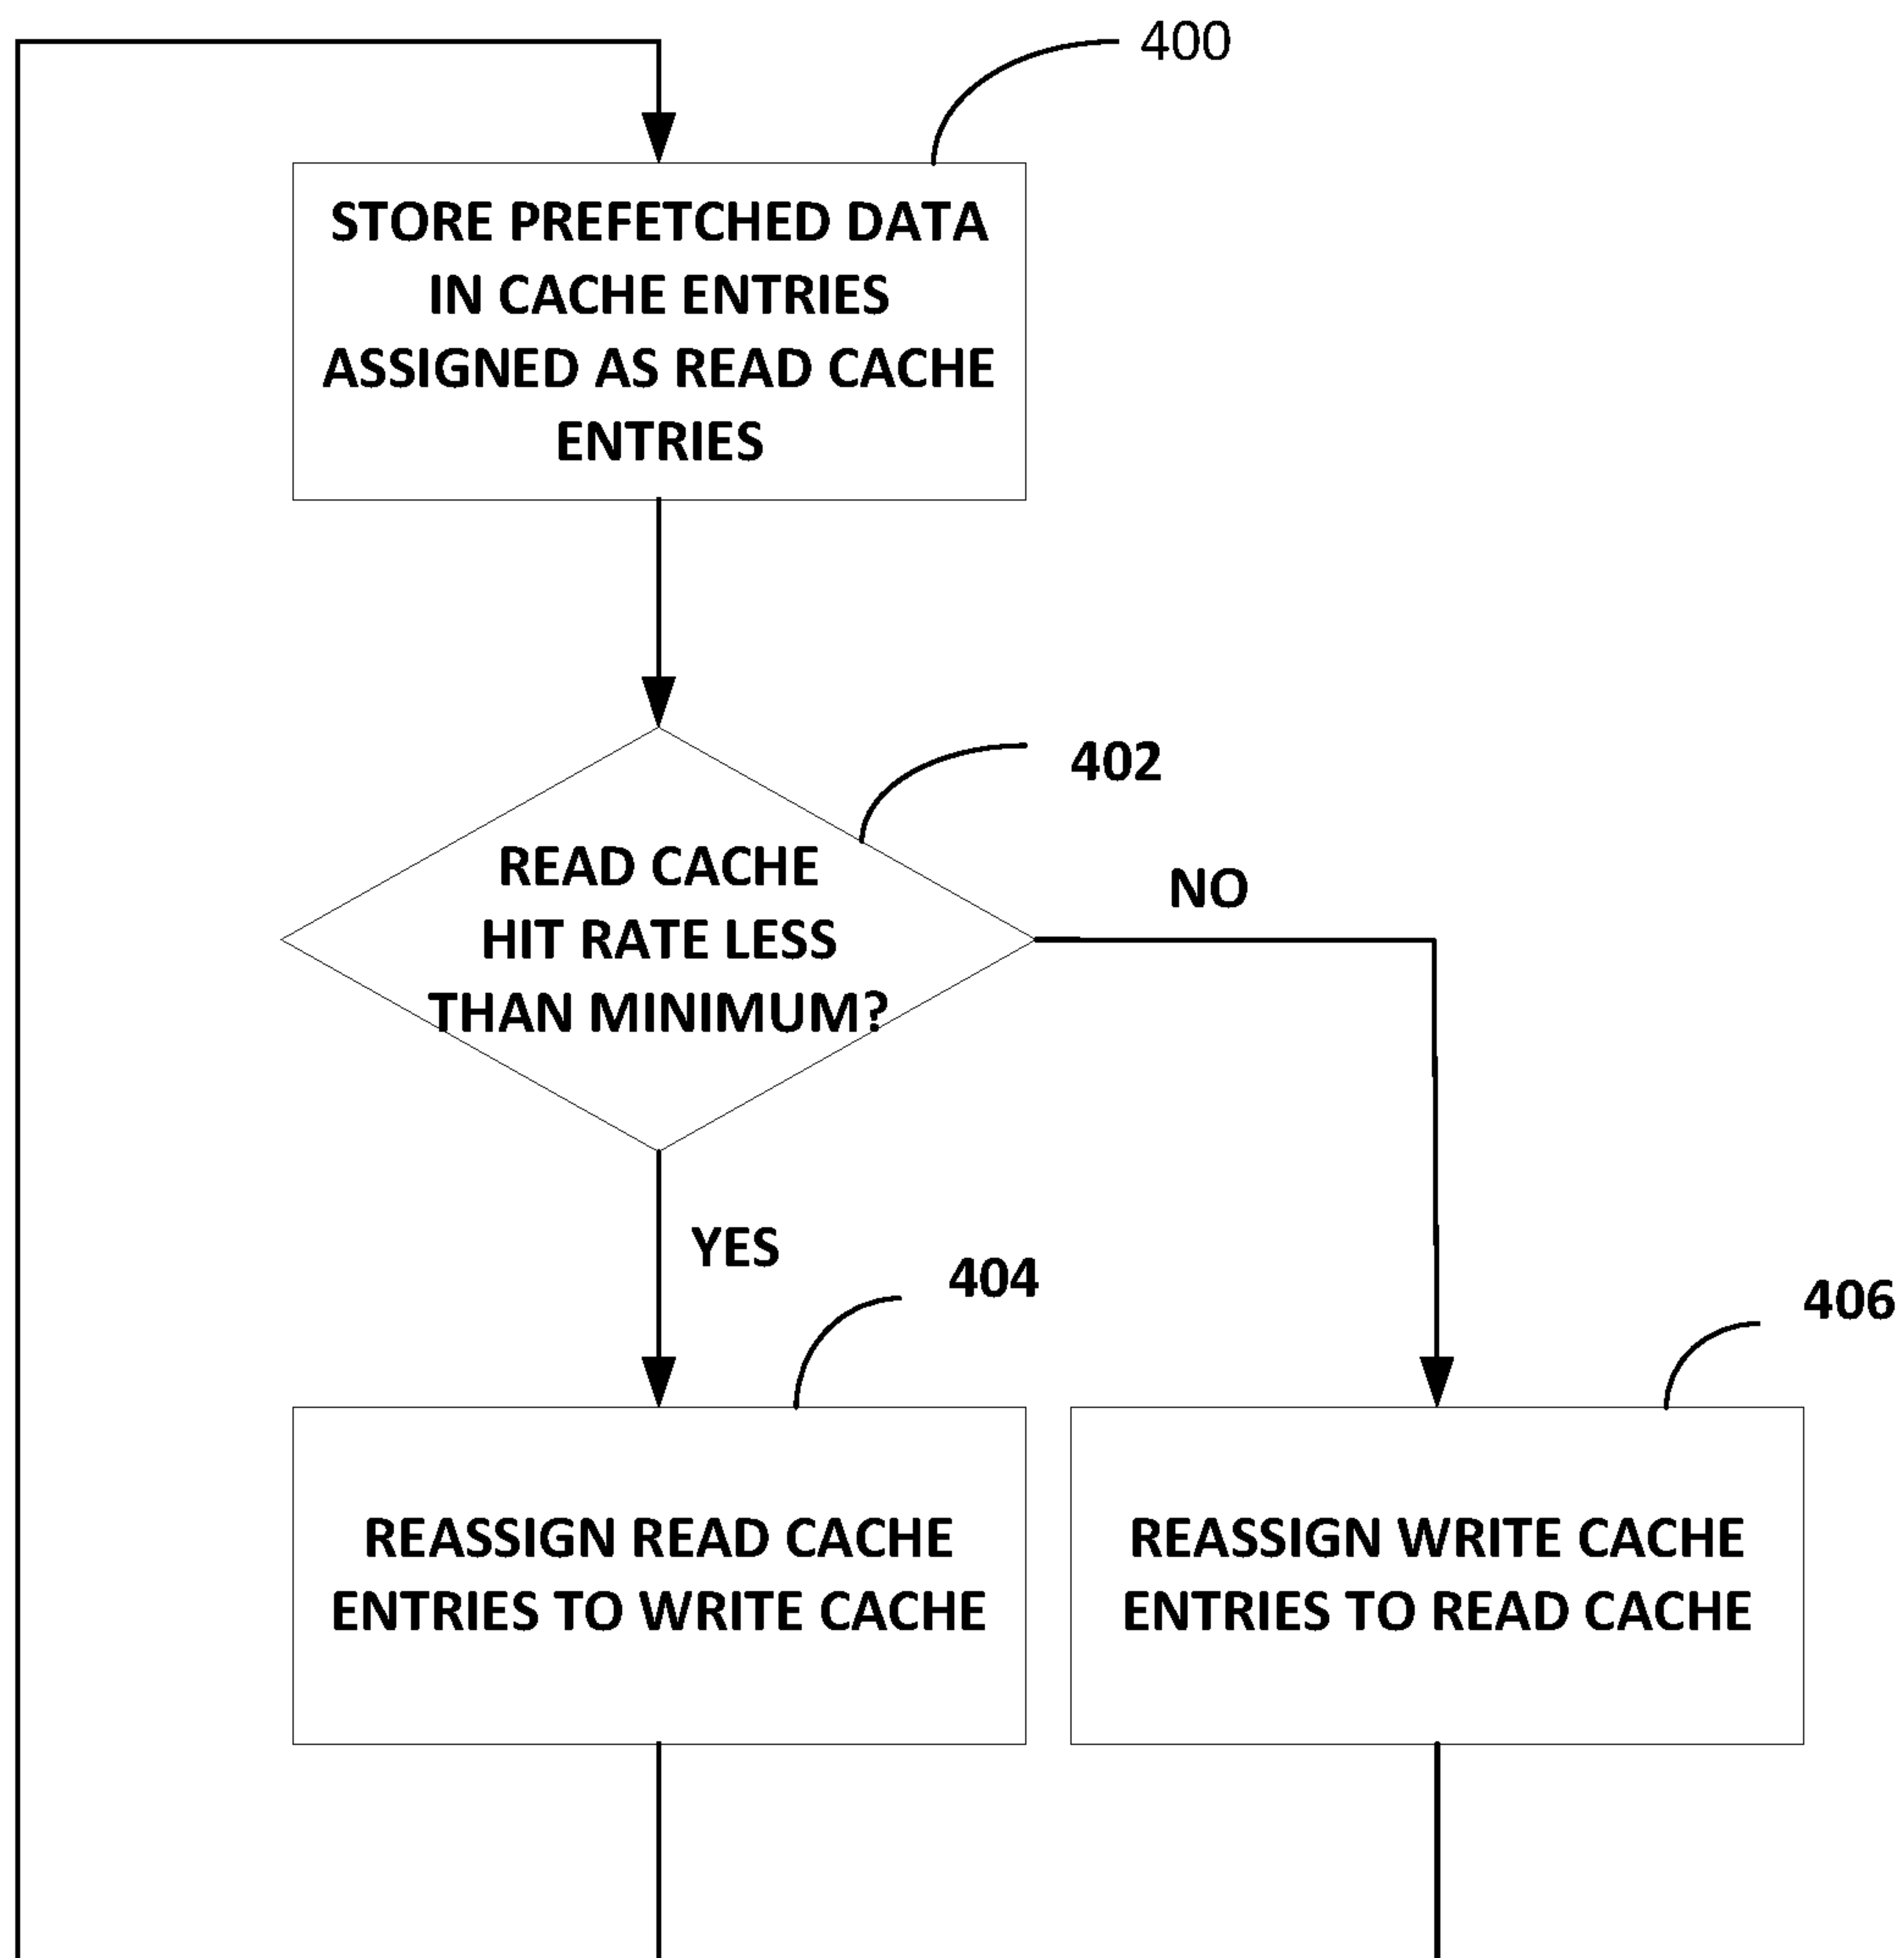 400
STORE PREFETCHED DATA
IN CACHE ENTRIES
ASSIGNED AS READ CACHE
ENTRIES
402
READ CACHE
HIT RATE LESS
THAN MINIMUM?
NO
YES
404
406
REASSIGN READ CACHE
ENTRIES TO WRITE CACHE
REASSIGN WRITE CACHE
ENTRIES TO READ CACHE